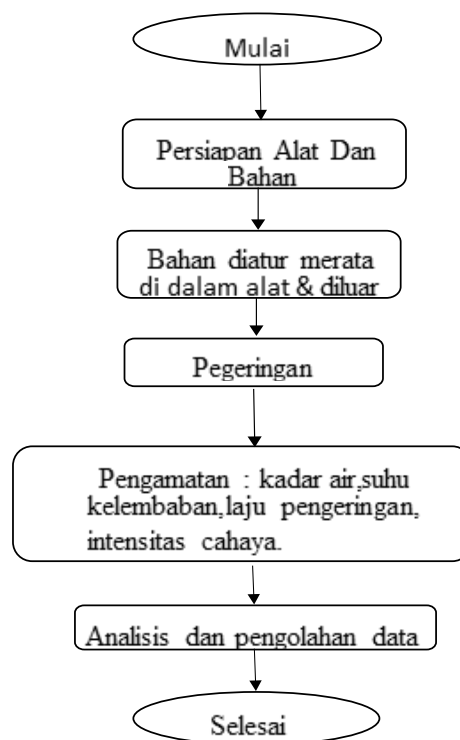 Mulai
Persiapan Alat Dan
Bahan
Bahan diatur merata
di dalam alat & diluar
Pegeringan
Pengamatan : kadar air,suhu
kelembaban,laju pengeringan,
intensitas cahaya.
Analisis dan pengolahan data
Selesai